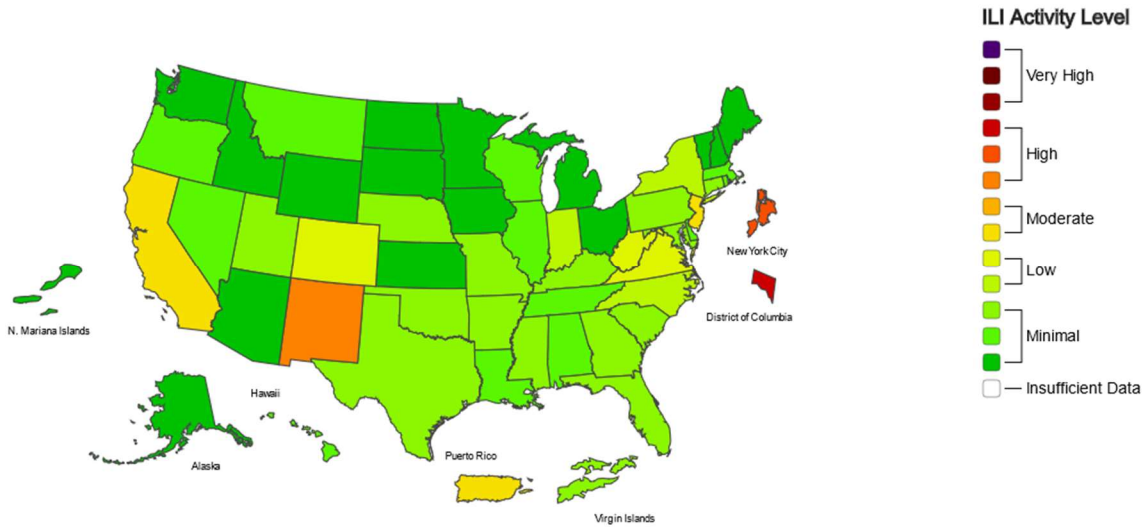 ILI Activity Level
Very High
High
Moderate
Low
Minimal
Insufficient Data
New York City
District of Columbia
N. Mariana Islands
Hawaii
Alaska
Puerto Rico
Virgin Islands